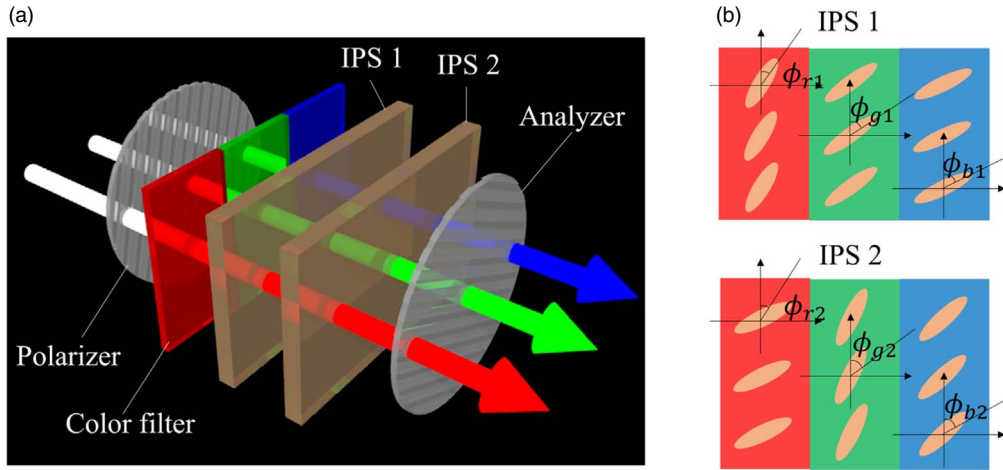 (a)
IPS 1
IPS 2
Analyzer
Polarizer
Color filter
(b)
IPS 1
ϕr1
ϕg1
ϕb1
IPS 2
ϕr2
ϕg2
ϕb2